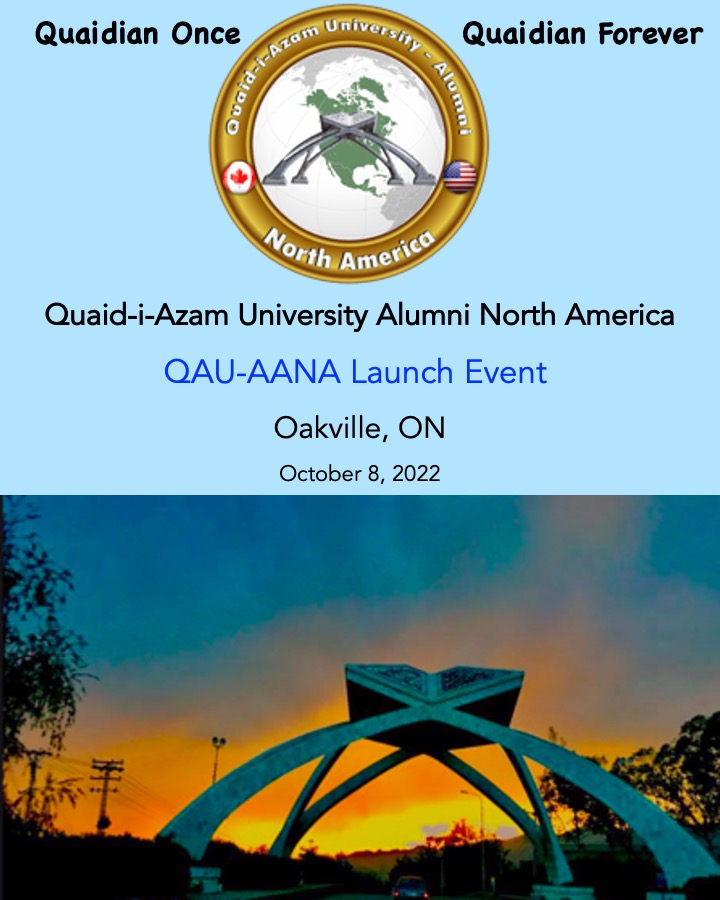 Quaidian Once
Quaidian Forever
Quaid-i-Azam University - Alumni
North America
Quaid-i-Azam University Alumni North America
QAU-AANA Launch Event
Oakville, ON
October 8, 2022